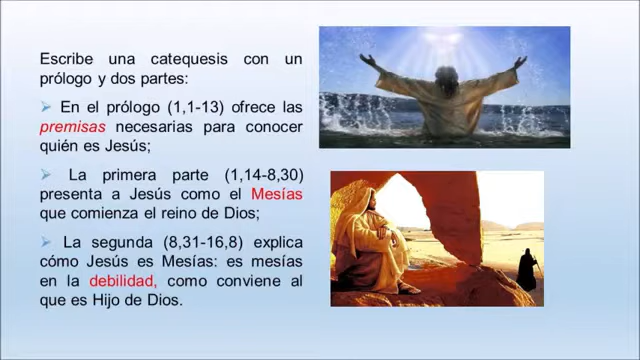 Escribe una catequesis con un
prólogo y dos partes:
➢ En el prólogo (1,1-13) ofrece las
premisas necesarias para conocer
quién es Jesús;
➢ La primera parte (1,14-8,30)
presenta a Jesús como el Mesías
que comienza el reino de Dios;
➢ La segunda (8,31-16,8) explica
cómo Jesús es Mesías: es mesías
en la debilidad, como conviene al
que es Hijo de Dios.